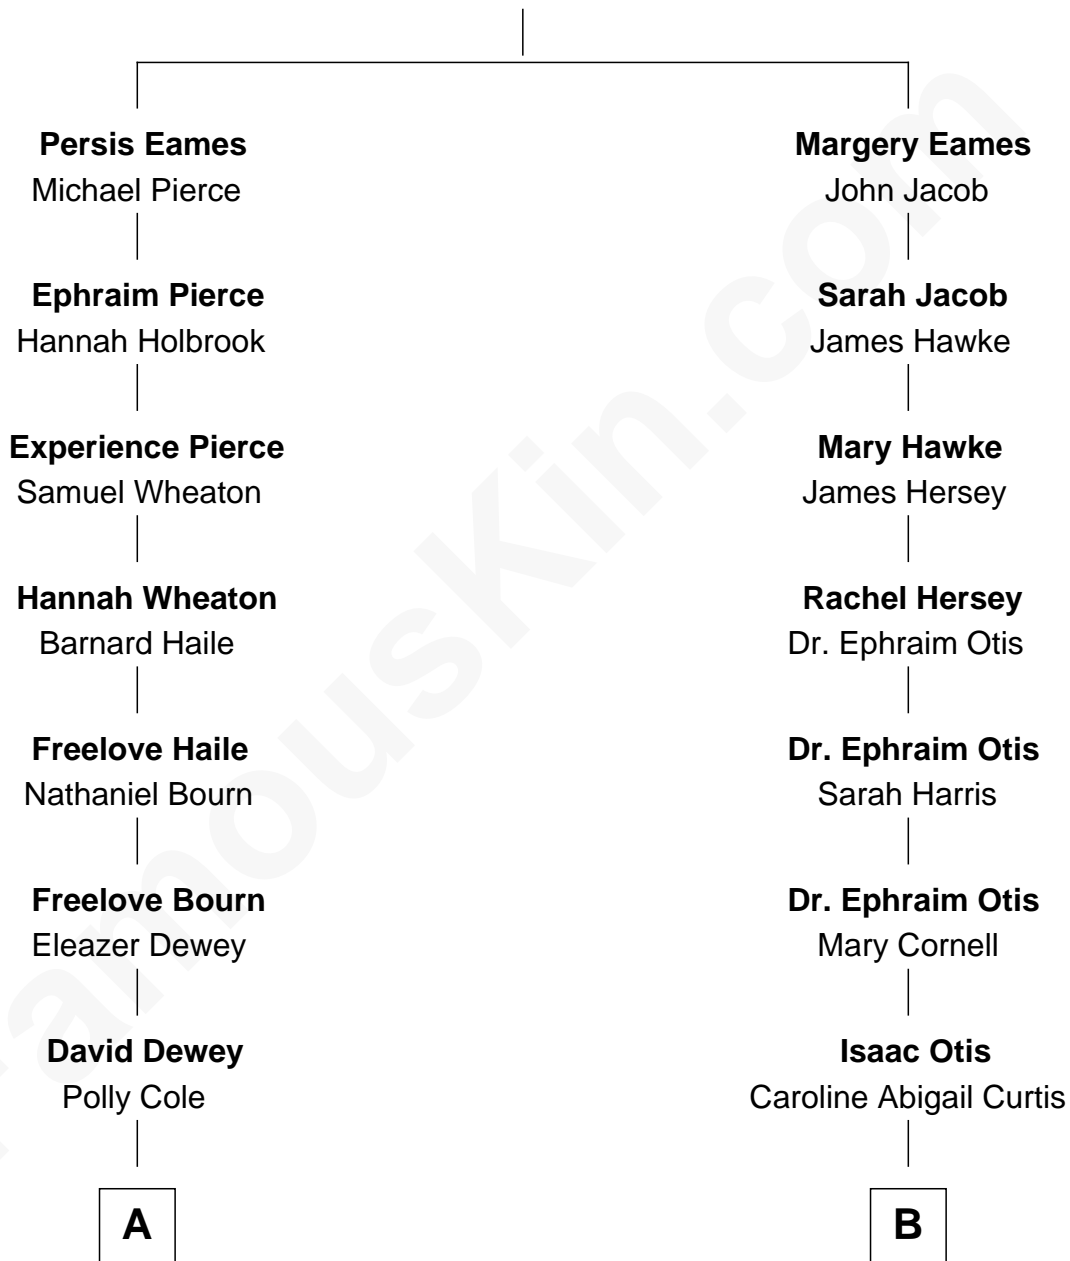 Persis Eames
Michael Pierce
Ephraim Pierce
Hannah Holbrook
Experience Pierce
Samuel Wheaton
Hannah Wheaton
Barnard Haile
Freelove Haile
Nathaniel Bourn
Freelove Bourn
Eleazer Dewey
David Dewey
Polly Cole
A
Margery Eames
John Jacob
Sarah Jacob
James Hawke
Mary Hawke
James Hersey
Rachel Hersey
Dr. Ephraim Otis
Dr. Ephraim Otis
Sarah Harris
Dr. Ephraim Otis
Mary Cornell
Isaac Otis
Caroline Abigail Curtis
B
FamousKin.com